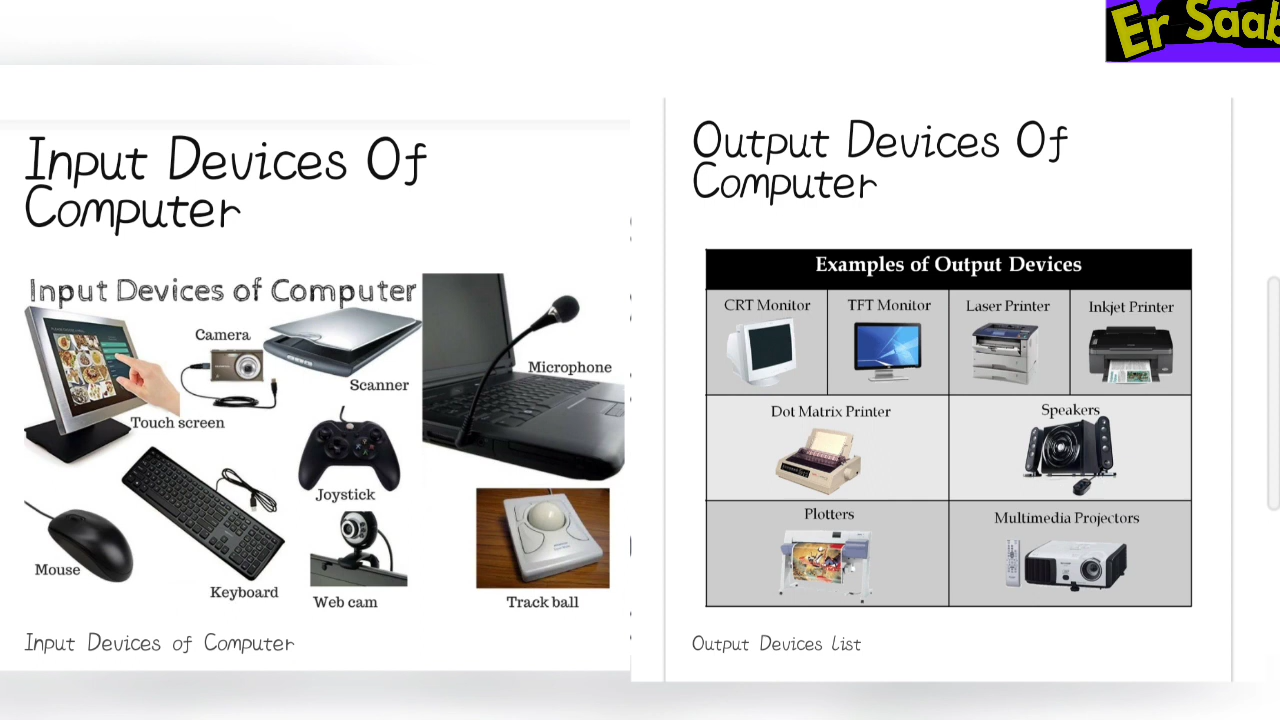 Er Saab
Input Devices Of
Computer
Input Devices of Computer
Camera
Scanner
Microphone
Touch screen
Joystick
Mouse
Keyboard
Web cam
Track ball
Input Devices of Computer
Output Devices Of
Computer
Examples of Output Devices
CRT Monitor
TFT Monitor
Laser Printer
Inkjet Printer
Dot Matrix Printer
Speakers
Plotters
Multimedia Projectors
Output Devices list